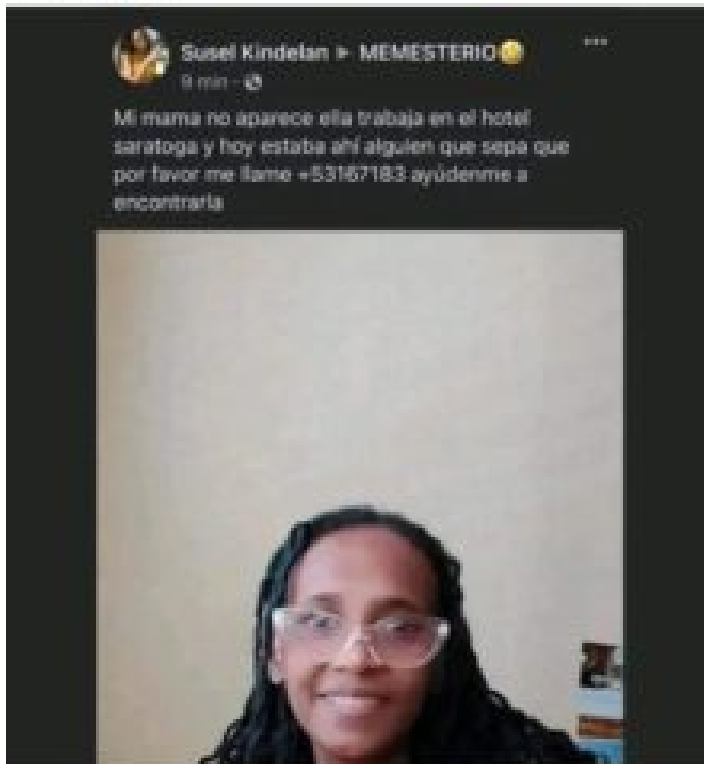 Susel Kindelan ▸ MEMESTERIO
9 min ·
Mi mama no aparece ella trabaja en el hotel
saratoga y hoy estaba ahí alguien que sepa que
por favor me llame +53167183 ayúdenme a
encontrarla